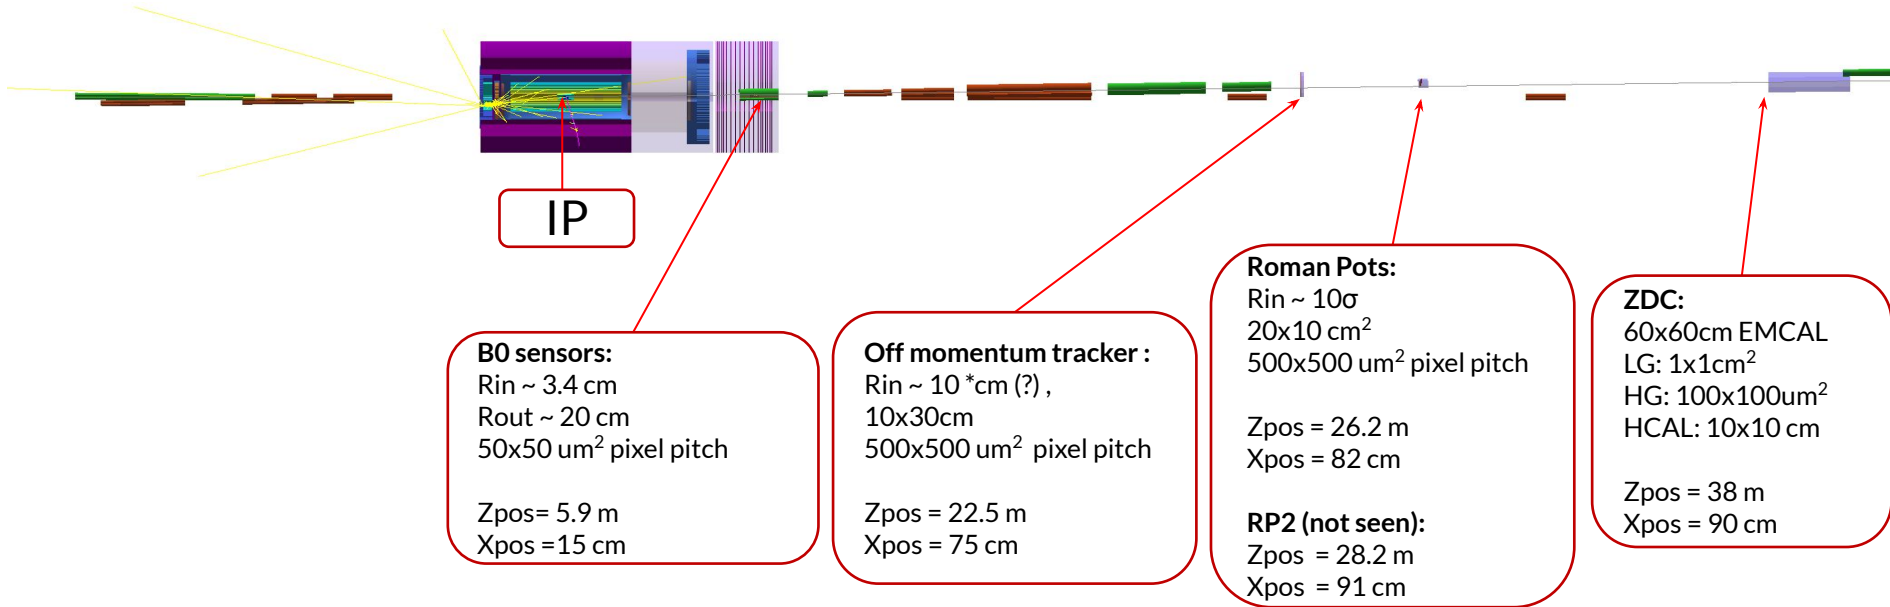 IP
B0 sensors:
Rin ~ 3.4 cm
Rout ~ 20 cm
50x50 um² pixel pitch
Zpos= 5.9 m
Xpos =15 cm
Off momentum tracker :
Rin ~ 10 *cm (?) ,
10x30cm
500x500 um² pixel pitch
Zpos = 22.5 m
Xpos = 75 cm
Roman Pots:
Rin ~ 10σ
20x10 cm²
500x500 um² pixel pitch
Zpos = 26.2 m
Xpos = 82 cm
RP2 (not seen):
Zpos = 28.2 m
Xpos = 91 cm
ZDC:
60x60cm EMCAL
LG: 1x1cm²
HG: 100x100um²
HCAL: 10x10 cm
Zpos = 38 m
Xpos = 90 cm